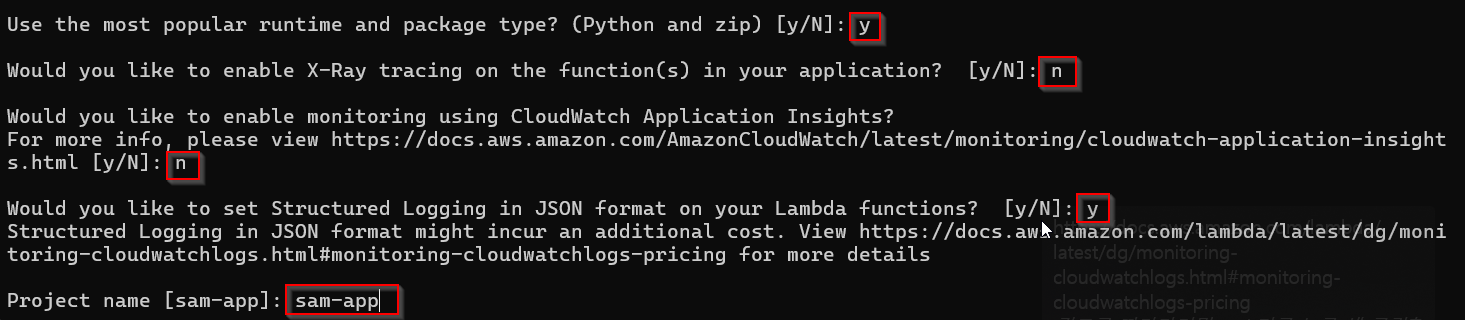 Use the most popular runtime and package type? (Python and zip) [y/N]: y
Would you like to enable X-Ray tracing on the function(s) in your application?  [y/N]: n
Would you like to enable monitoring using CloudWatch Application Insights?
For more info, please view https://docs.aws.amazon.com/AmazonCloudWatch/latest/monitoring/cloudwatch-application-insight
s.html [y/N]: n
Would you like to set Structured Logging in JSON format on your Lambda functions?  [y/N]: y
Structured Logging in JSON format might incur an additional cost. View https://docs.aws.amazon.com/lambda/latest/dg/moni
toring-cloudwatchlogs.html#monitoring-cloudwatchlogs-pricing for more details
latest/dg/monitoring-
cloudwatchlogs.html#monitoring-
cloudwatchlogs-pricing
Project name [sam-app]: sam-app